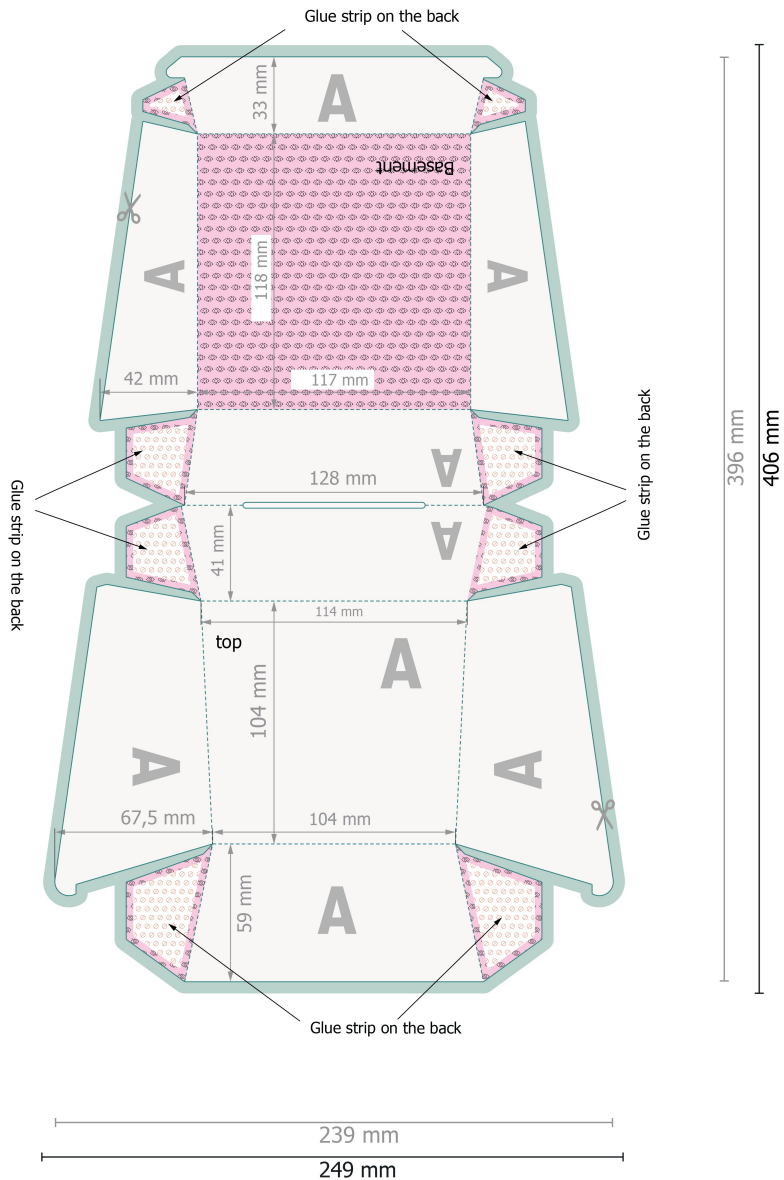 Glue strip on the back
33 mm
A
Basement
118 mm
A
A
42 mm
117 mm
Glue strip on the back
396 mm
406 mm
A
128 mm
Glue strip on the back
A
41 mm
114 mm
top
A
104 mm
A
A
67,5 mm
104 mm
59 mm
A
Glue strip on the back
239 mm
249 mm